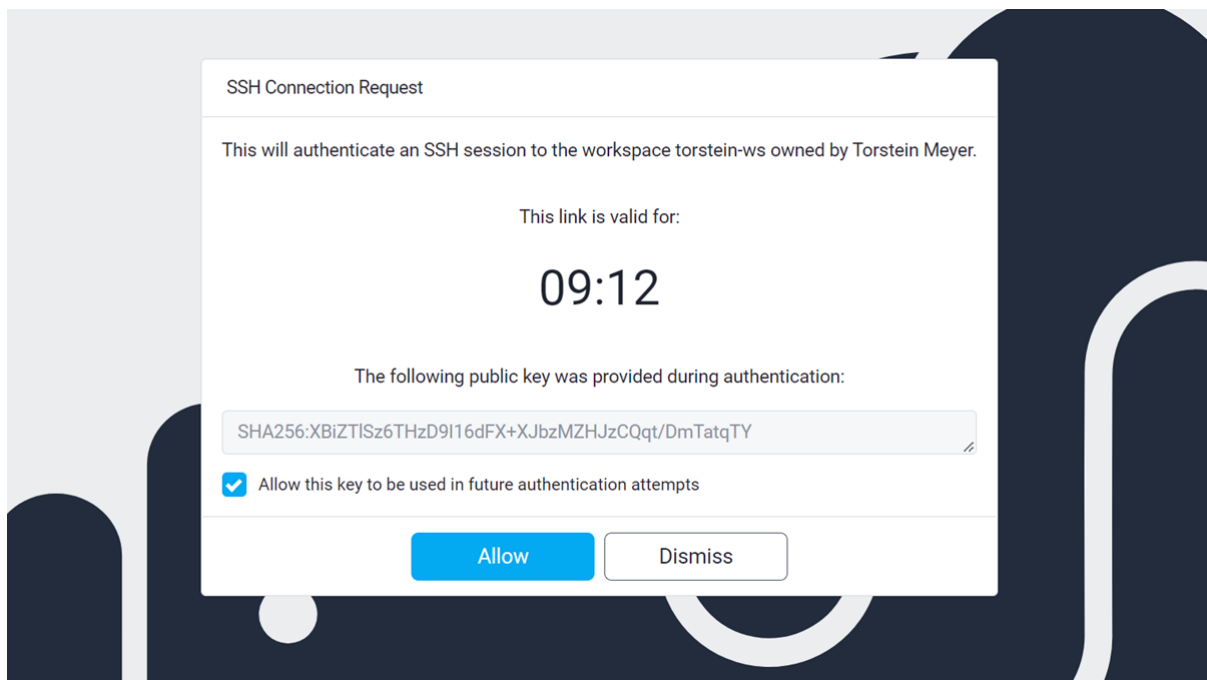 SSH Connection Request
This will authenticate an SSH session to the workspace torstein-ws owned by Torstein Meyer.
This link is valid for:
09:12
The following public key was provided during authentication:
SHA256:XBiZTlSz6THzD9I16dFX+XJbzMZHJzCQqt/DmTatqTY
Allow this key to be used in future authentication attempts
Allow
Dismiss